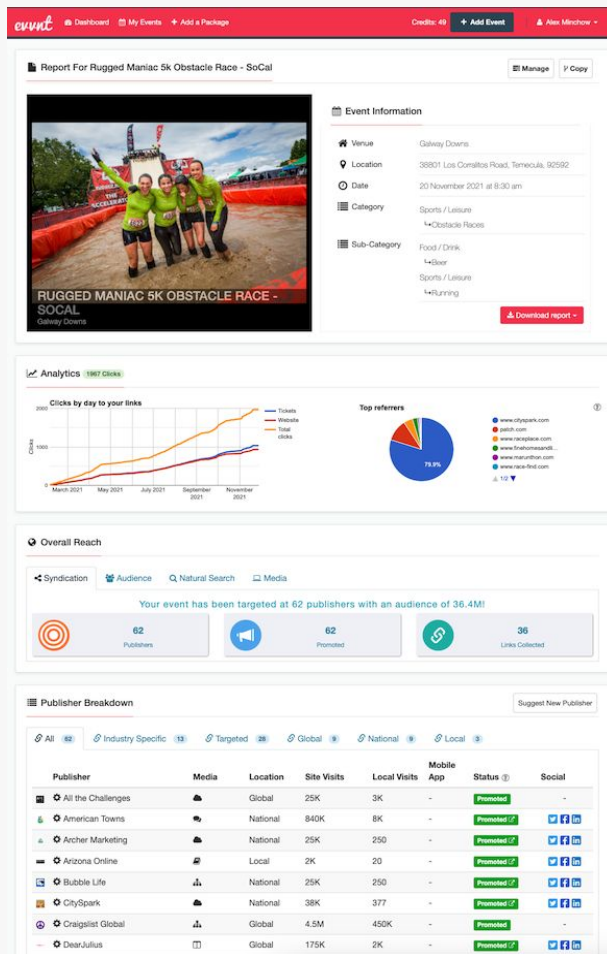 evvnt
Dashboard My Events + Add a Package Credits: 49 + Add Event Alex Minchow
Report For Rugged Maniac 5k Obstacle Race - SoCal Manage Copy
THE
ACCELERATOR
RUGGED MANIAC 5K OBSTACLE RACE -
SOCAL
Galway Downs
Event Information
Venue Galway Downs
Location 38801 Los Corralitos Road, Temecula, 92592
Date 20 November 2021 at 8:30 am
Category Sports / Leisure
↳Obstacle Races
Sub-Category Food / Drink
↳Beer
Sports / Leisure
↳Running
Download report
Analytics 1967 Clicks
Clicks by day to your links
2000
1000
0
Clicks
March 2021 May 2021 July 2021 September 2021 November 2021
Tickets
Website
Total clicks
Top referrers
79.9%
www.cityspark.com
patch.com
www.raceplace.com
www.finehomesandli...
www.marunthon.com
www.race-find.com
1/2
Overall Reach
Syndication Audience Natural Search Media
Your event has been targeted at 62 publishers with an audience of 36.4M!
62
Publishers
62
Promoted
36
Links Collected
Publisher Breakdown Suggest New Publisher
All 62 Industry Specific 13 Targeted 28 Global 9 National 9 Local 3
Publisher Media Location Site Visits Local Visits Mobile App Status Social
All the Challenges Global 25K 3K - Promoted -
American Towns National 840K 8K - Promoted
Archer Marketing National 25K 250 - Promoted
Arizona Online Local 2K 20 - Promoted
Bubble Life National 25K 250 - Promoted
CitySpark National 38K 377 - Promoted
Craigslist Global Global 4.5M 450K - Promoted -
DearJulius Global 175K 2K - Promoted